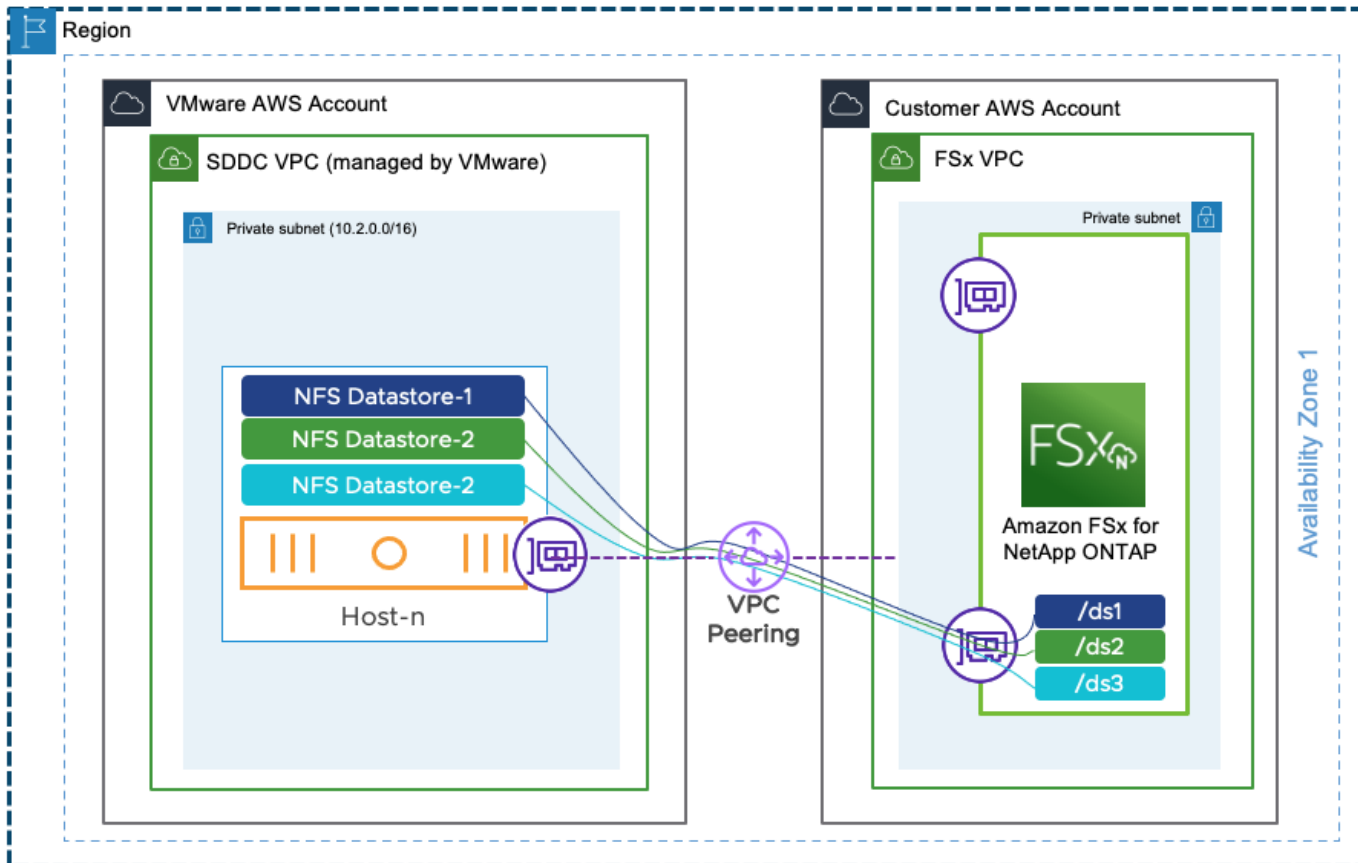 Region
VMware AWS Account
SDDC VPC (managed by VMware)
Private subnet (10.2.0.0/16)
NFS Datastore-1
NFS Datastore-2
NFS Datastore-2
Host-n
VPC
Peering
Customer AWS Account
FSx VPC
Private subnet
FSx
N
Amazon FSx for
NetApp ONTAP
/ds1
/ds2
/ds3
Availability Zone 1